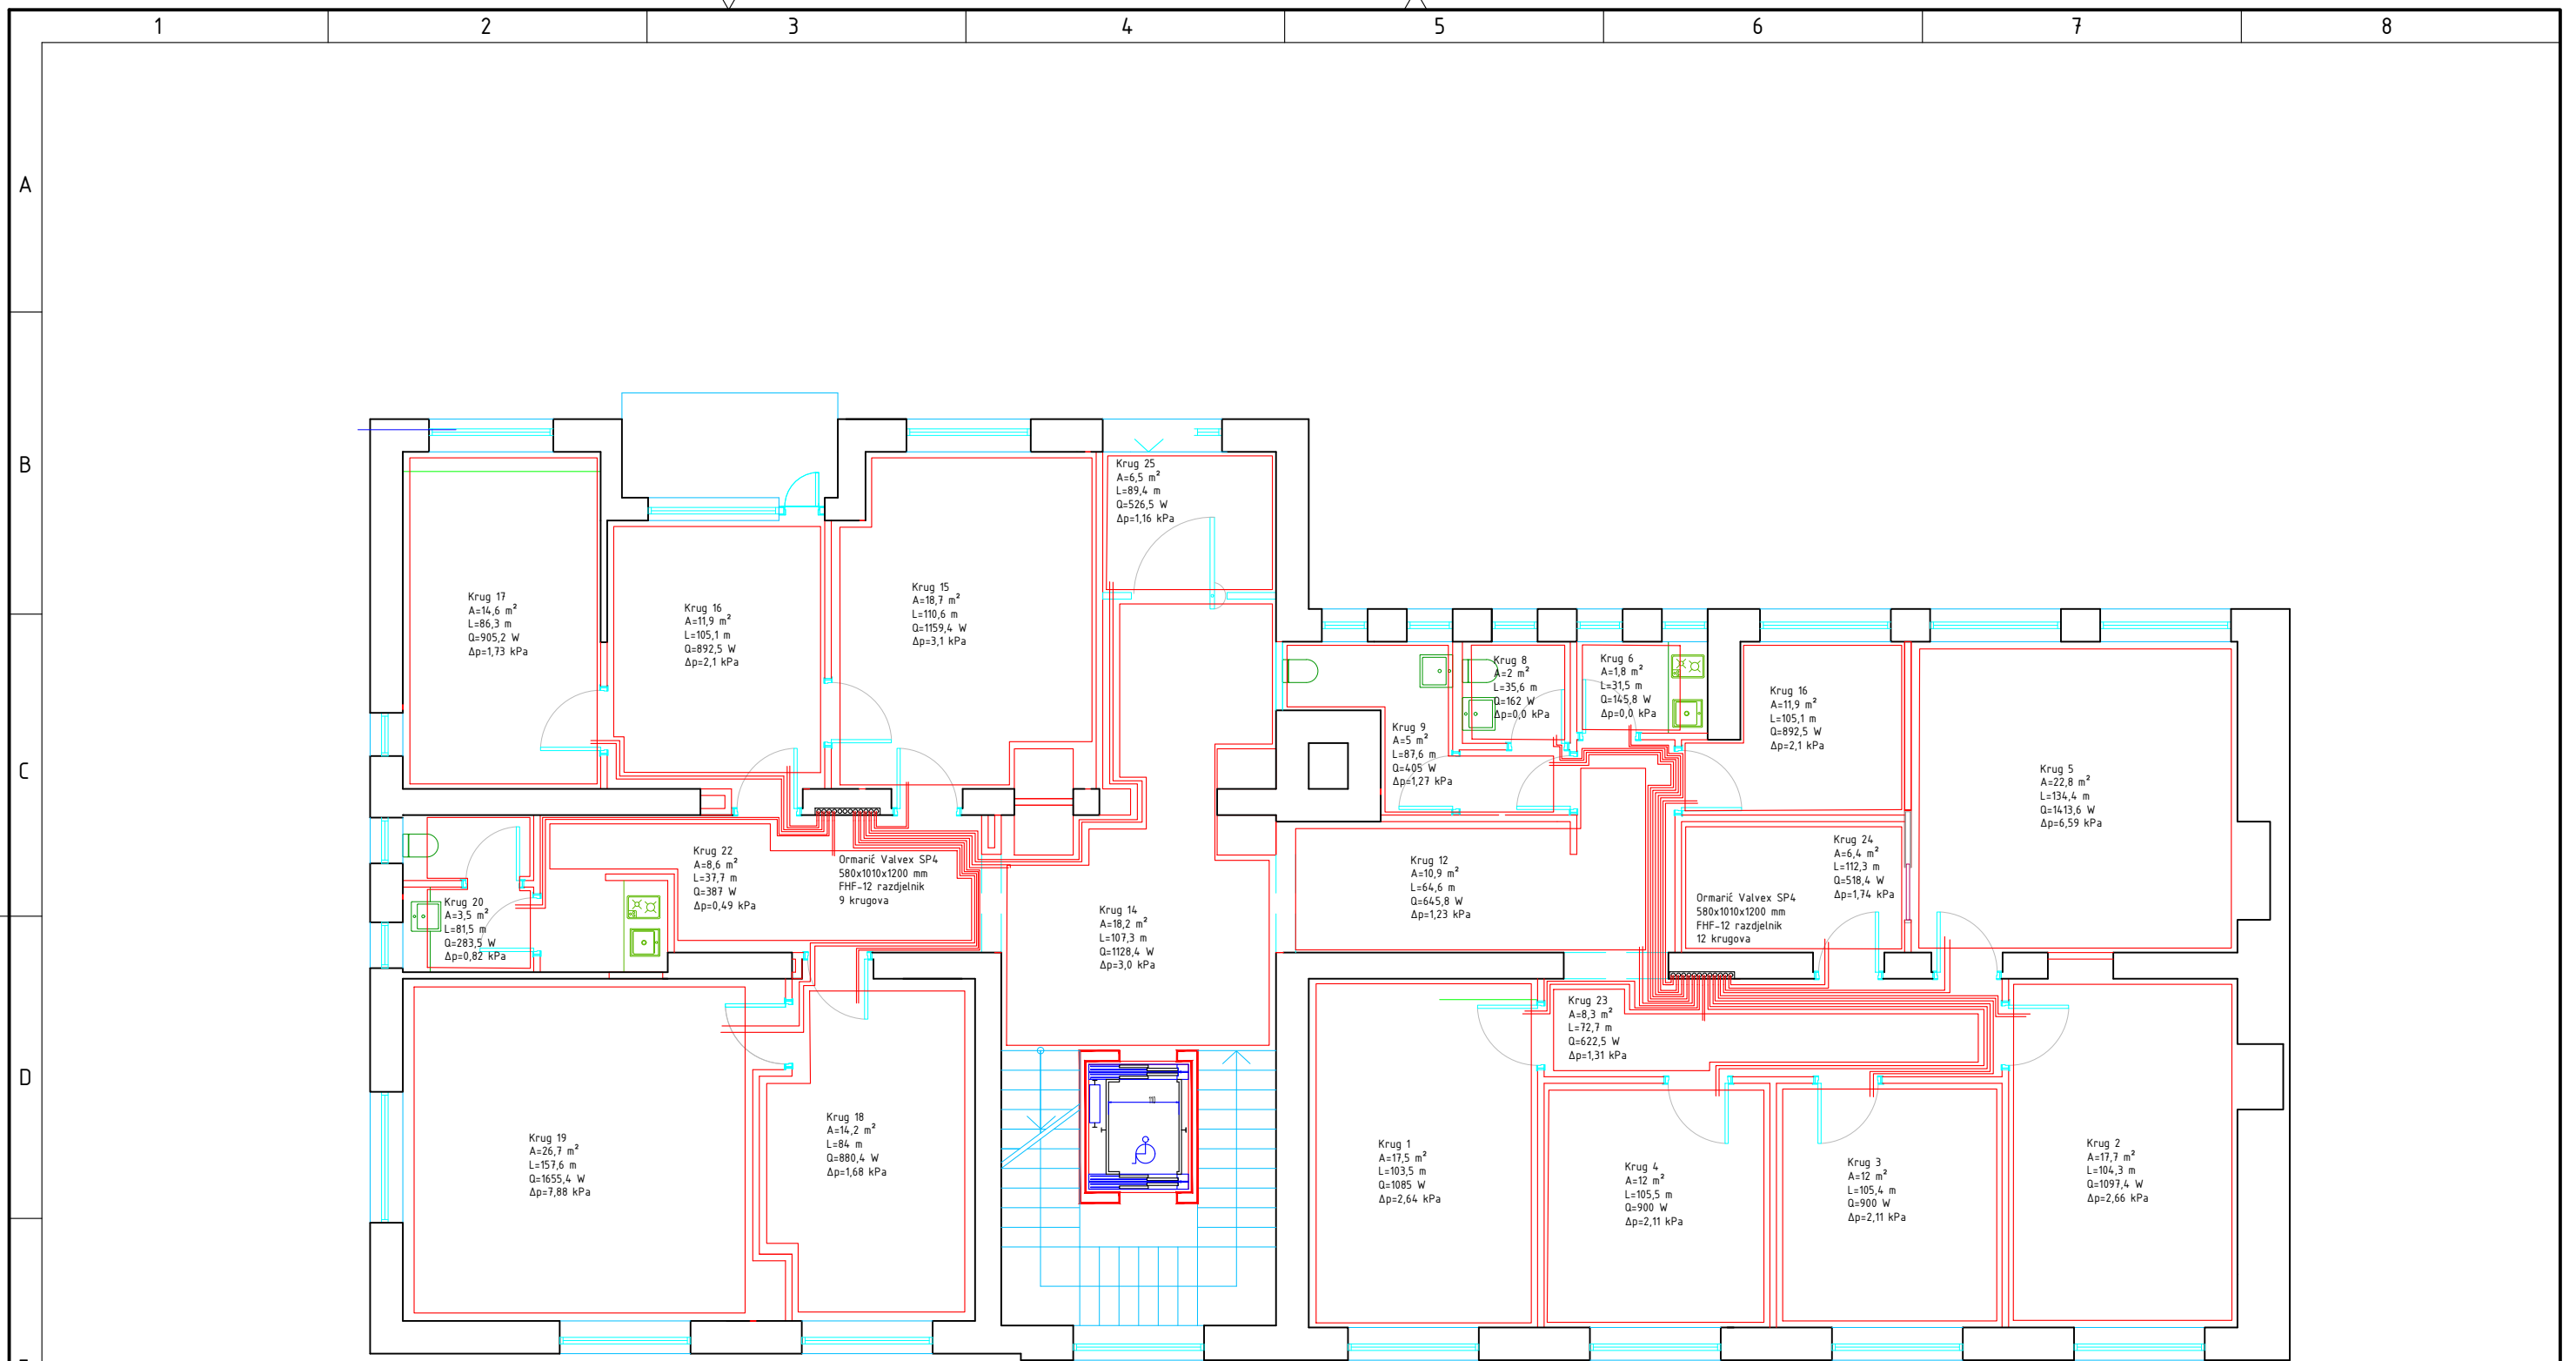 1 2 3 4 5 6 7 8
A
B
C
D
Krug 25
A=6,5 m²
L=89,4 m
Q=526,5 W
Δp=1,16 kPa
Krug 17
A=14,6 m²
L=86,3 m
Q=905,2 W
Δp=1,73 kPa
Krug 16
A=11,9 m²
L=105,1 m
Q=892,5 W
Δp=2,1 kPa
Krug 15
A=18,7 m²
L=110,6 m
Q=1159,4 W
Δp=3,1 kPa
Krug 8
A=2 m²
L=35,6 m
Q=162 W
Δp=0,0 kPa
Krug 6
A=1,8 m²
L=31,5 m
Q=145,8 W
Δp=0,0 kPa
Krug 9
A=5 m²
L=87,6 m
Q=405 W
Δp=1,27 kPa
Krug 16
A=11,9 m²
L=105,1 m
Q=892,5 W
Δp=2,1 kPa
Krug 5
A=22,8 m²
L=134,4 m
Q=1413,6 W
Δp=6,59 kPa
Krug 20
A=3,5 m²
L=81,5 m
Q=283,5 W
Δp=0,82 kPa
Krug 22
A=8,6 m²
L=37,7 m
Q=387 W
Δp=0,49 kPa
Ormarić Valvex SP4
580x1010x1200 mm
FHF-12 razdjelnik
9 krugova
Krug 14
A=18,2 m²
L=107,3 m
Q=1128,4 W
Δp=3,0 kPa
Krug 12
A=10,9 m²
L=64,6 m
Q=645,8 W
Δp=1,23 kPa
Krug 24
A=6,4 m²
L=112,3 m
Q=518,4 W
Δp=1,74 kPa
Ormarić Valvex SP4
580x1010x1200 mm
FHF-12 razdjelnik
12 krugova
Krug 23
A=8,3 m²
L=72,7 m
Q=622,5 W
Δp=1,31 kPa
Krug 19
A=26,7 m²
L=157,6 m
Q=1655,4 W
Δp=7,88 kPa
Krug 18
A=14,2 m²
L=84 m
Q=880,4 W
Δp=1,68 kPa
110
Krug 1
A=17,5 m²
L=103,5 m
Q=1085 W
Δp=2,64 kPa
Krug 4
A=12 m²
L=105,5 m
Q=900 W
Δp=2,11 kPa
Krug 3
A=12 m²
L=105,4 m
Q=900 W
Δp=2,11 kPa
Krug 2
A=17,7 m²
L=104,3 m
Q=1097,4 W
Δp=2,66 kPa